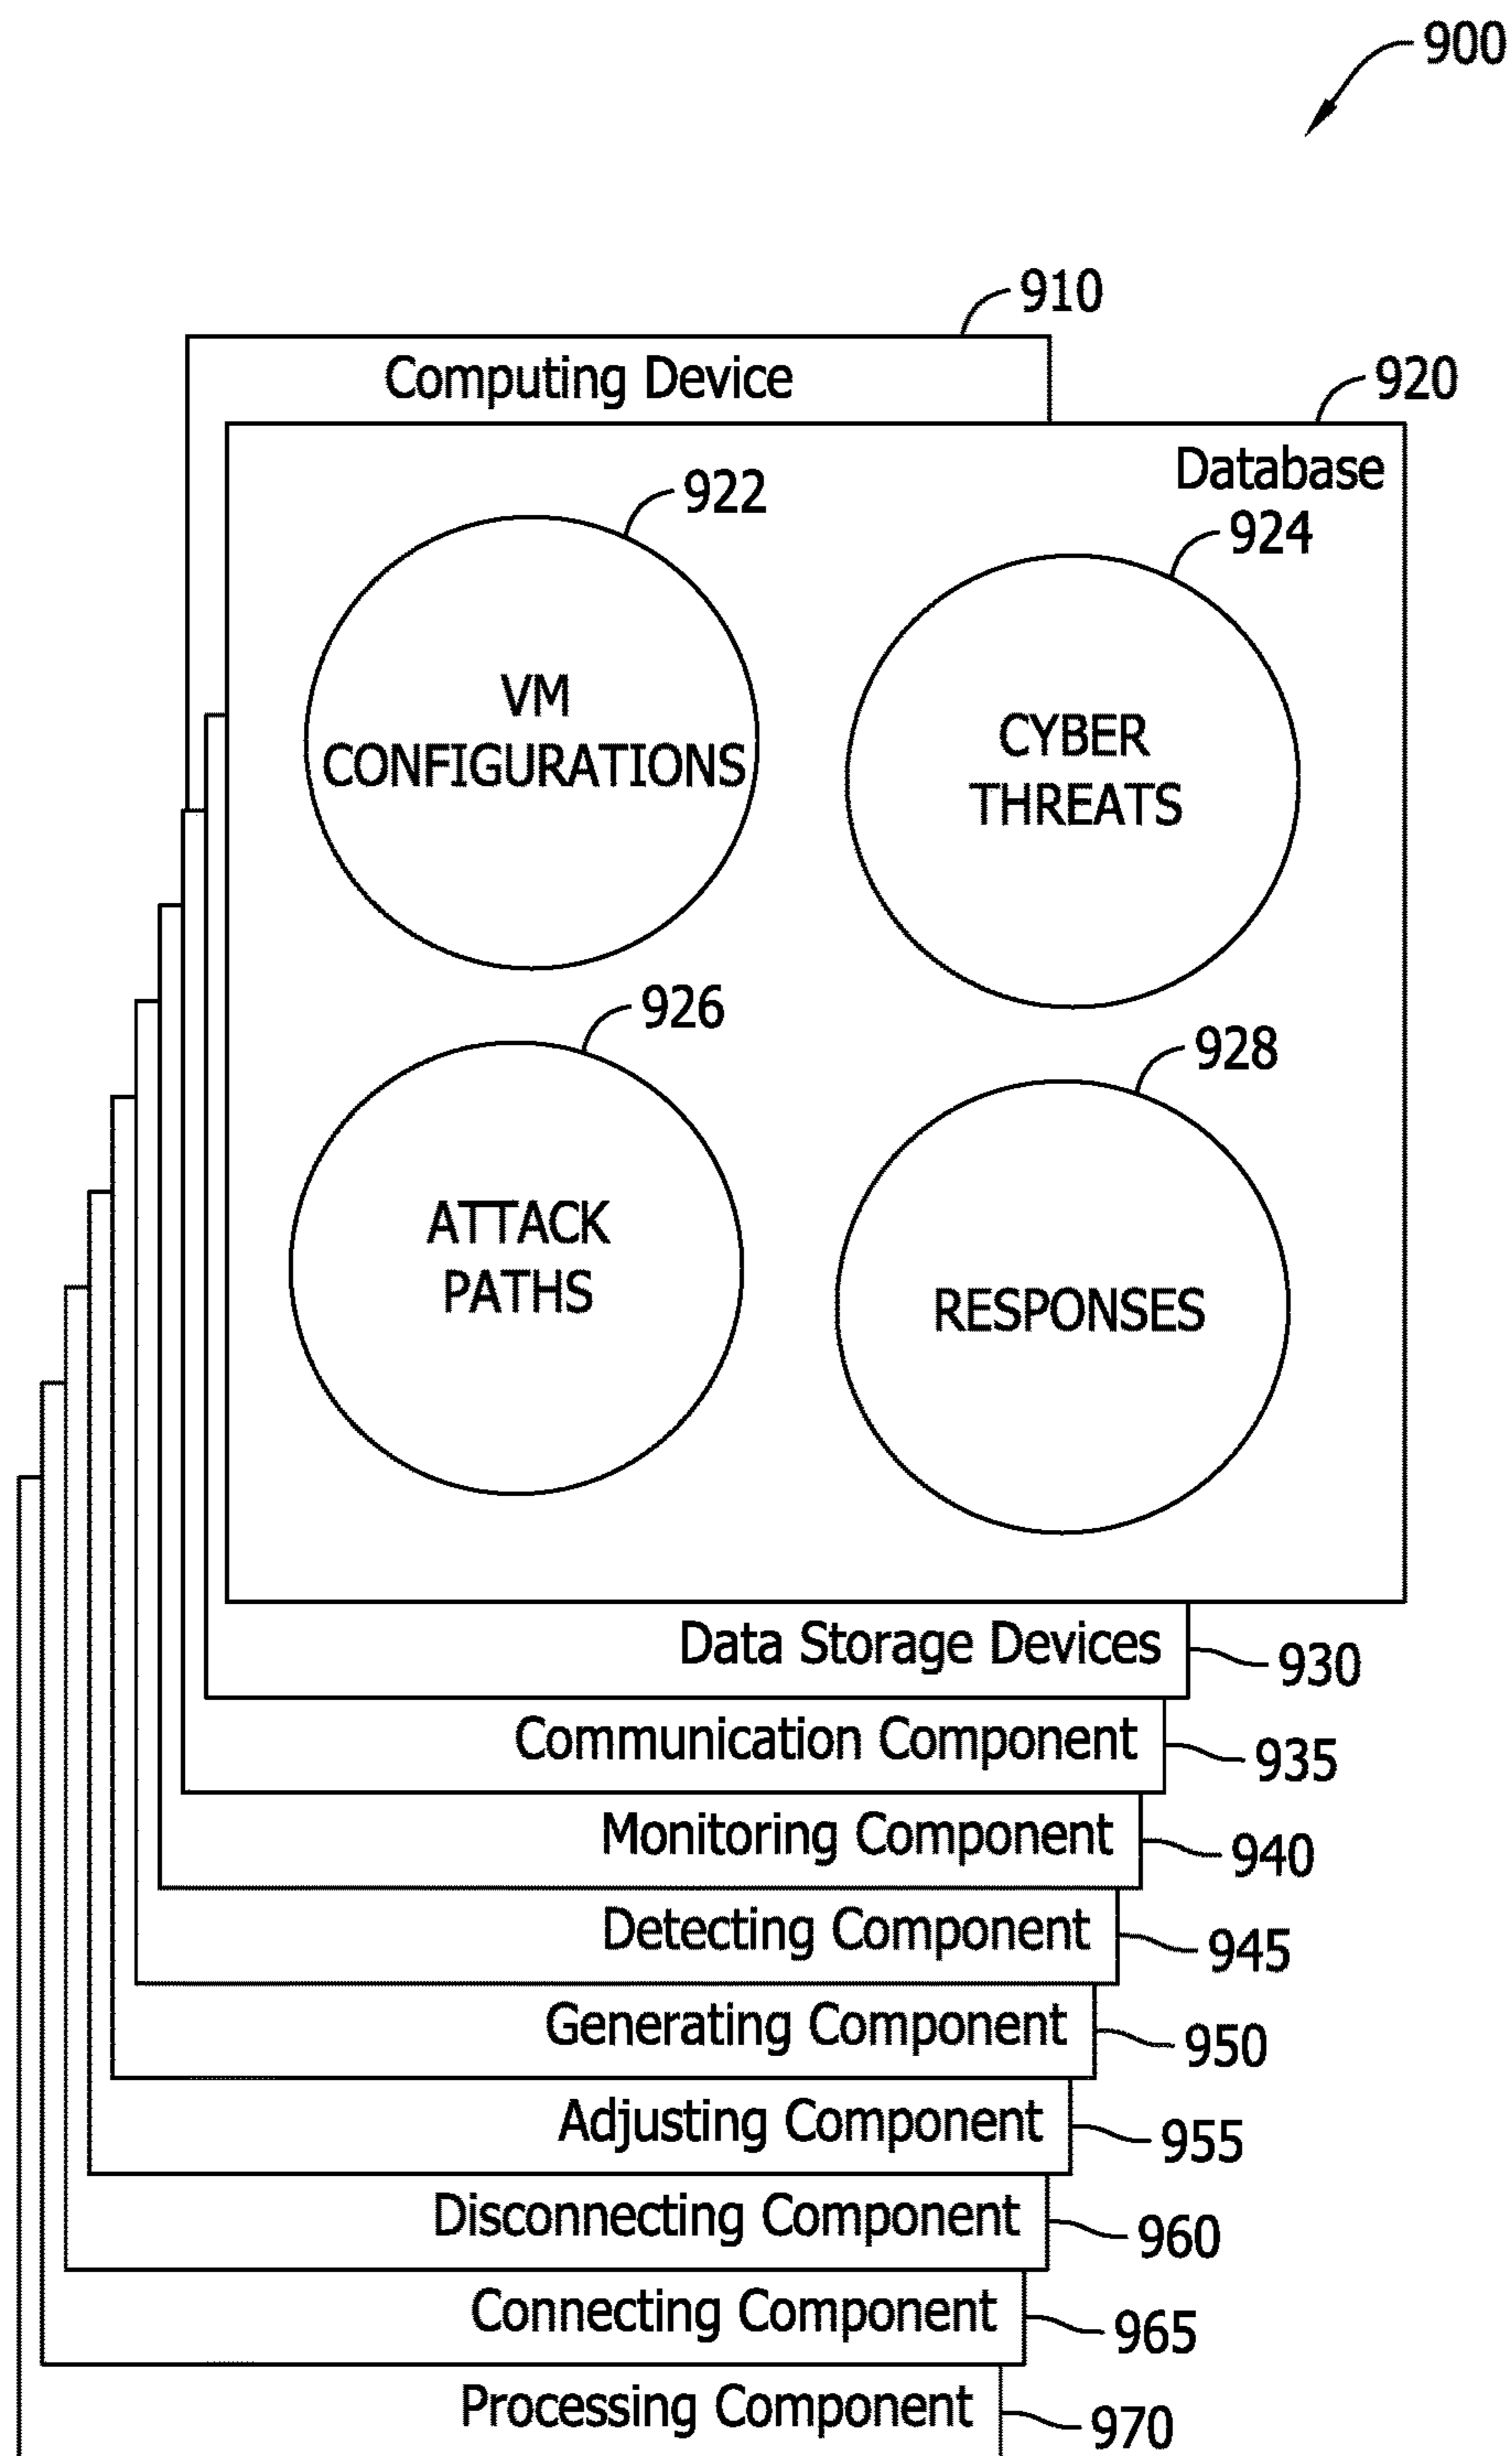 900
910
Computing Device
920
Database
922
924
VM
CONFIGURATIONS
CYBER
THREATS
926
928
ATTACK
PATHS
RESPONSES
Data Storage Devices
930
Communication Component
935
Monitoring Component
940
Detecting Component
945
Generating Component
950
Adjusting Component
955
Disconnecting Component
960
Connecting Component
965
Processing Component
970